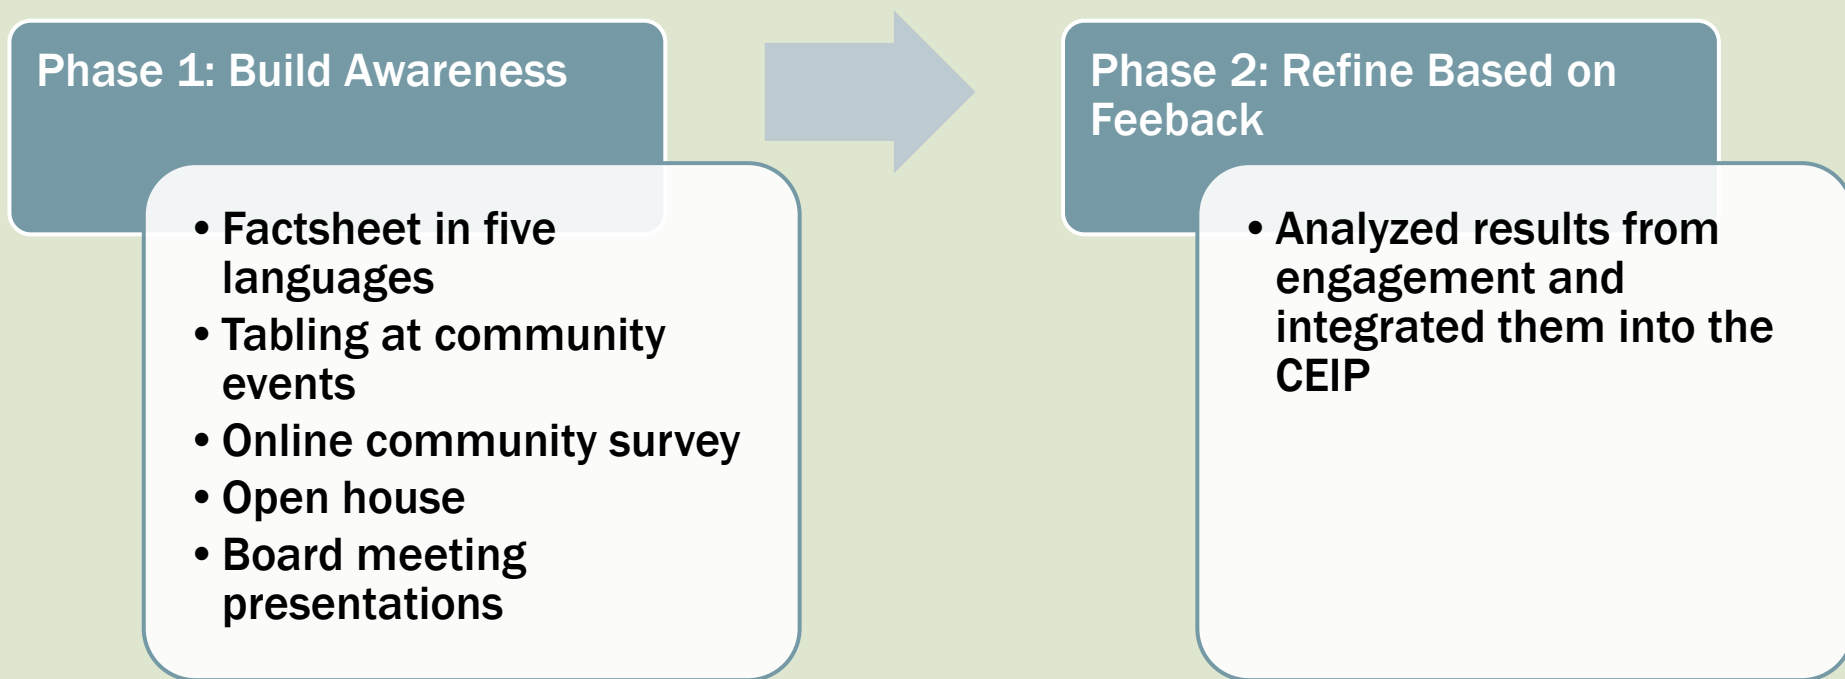 Phase 1: Build Awareness
• Factsheet in five
languages
• Tabling at community
events
• Online community survey
• Open house
• Board meeting
presentations
Phase 2: Refine Based on
Feeback
• Analyzed results from
engagement and
integrated them into the
CEIP